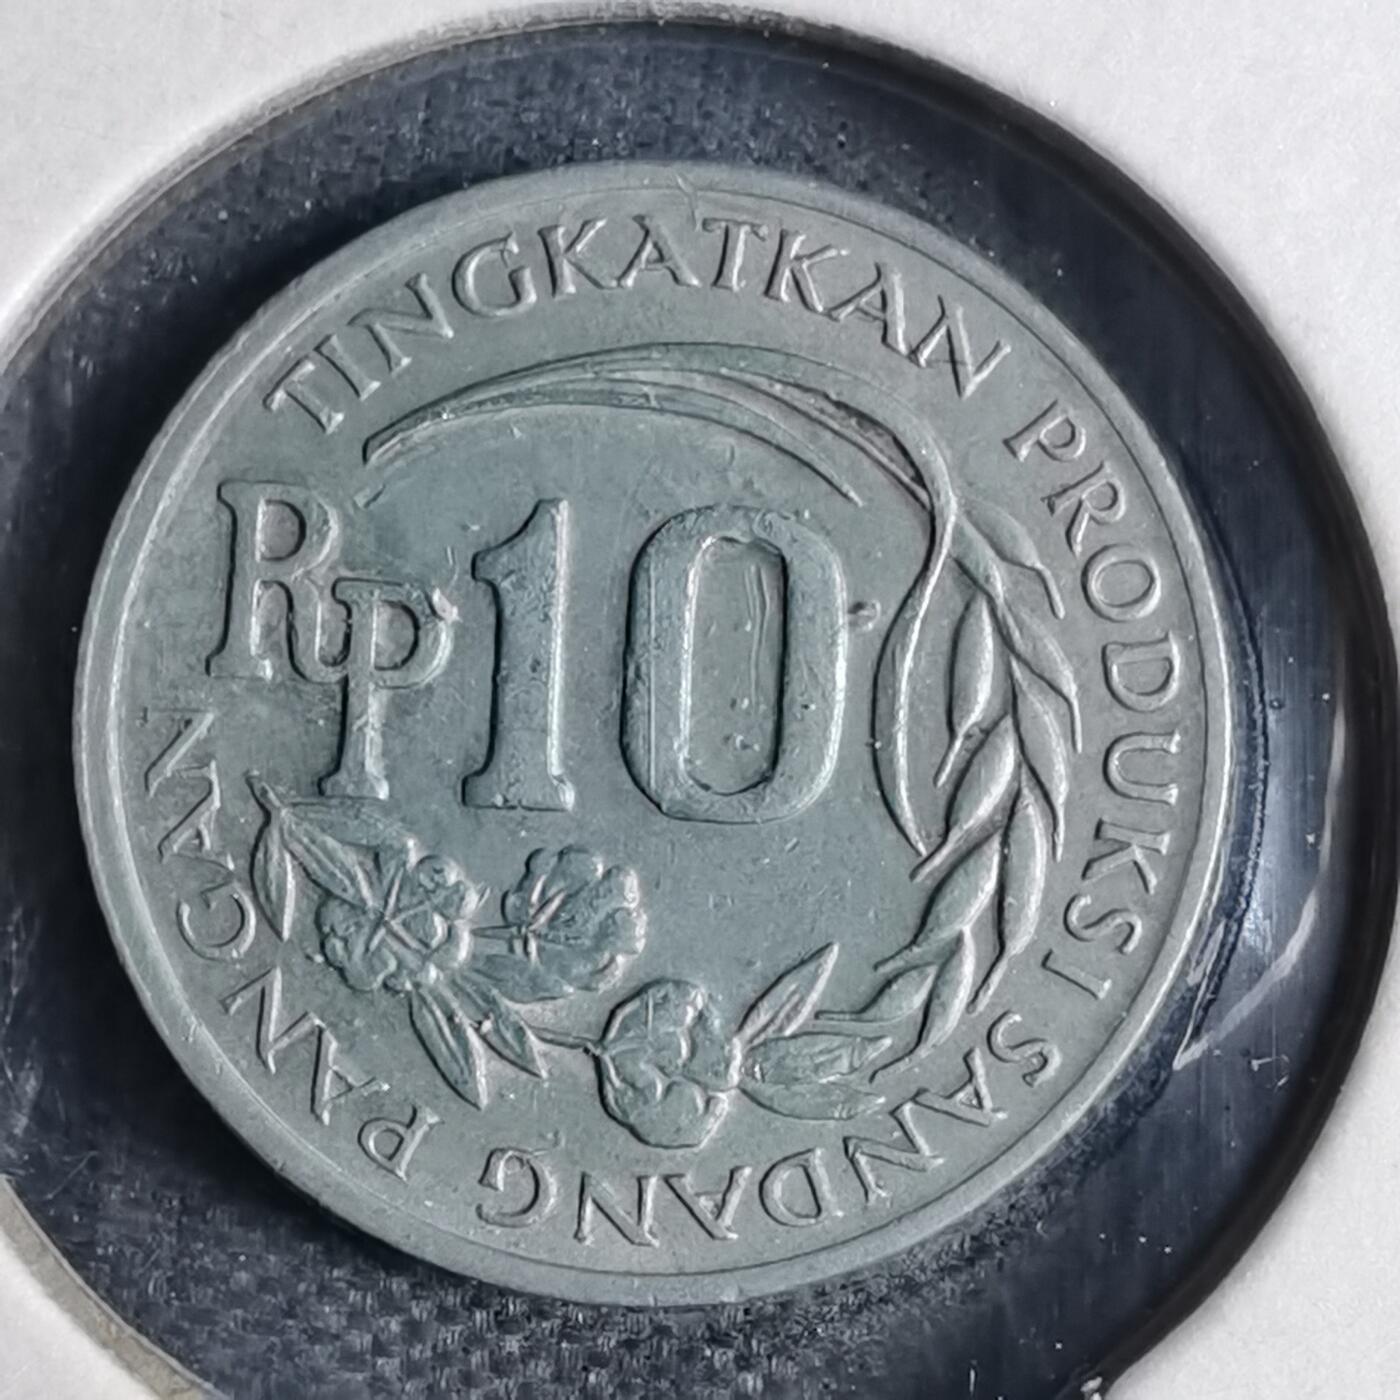 TINGKATKAN PRODUKSI SANDANG PANGAN
Rp 10